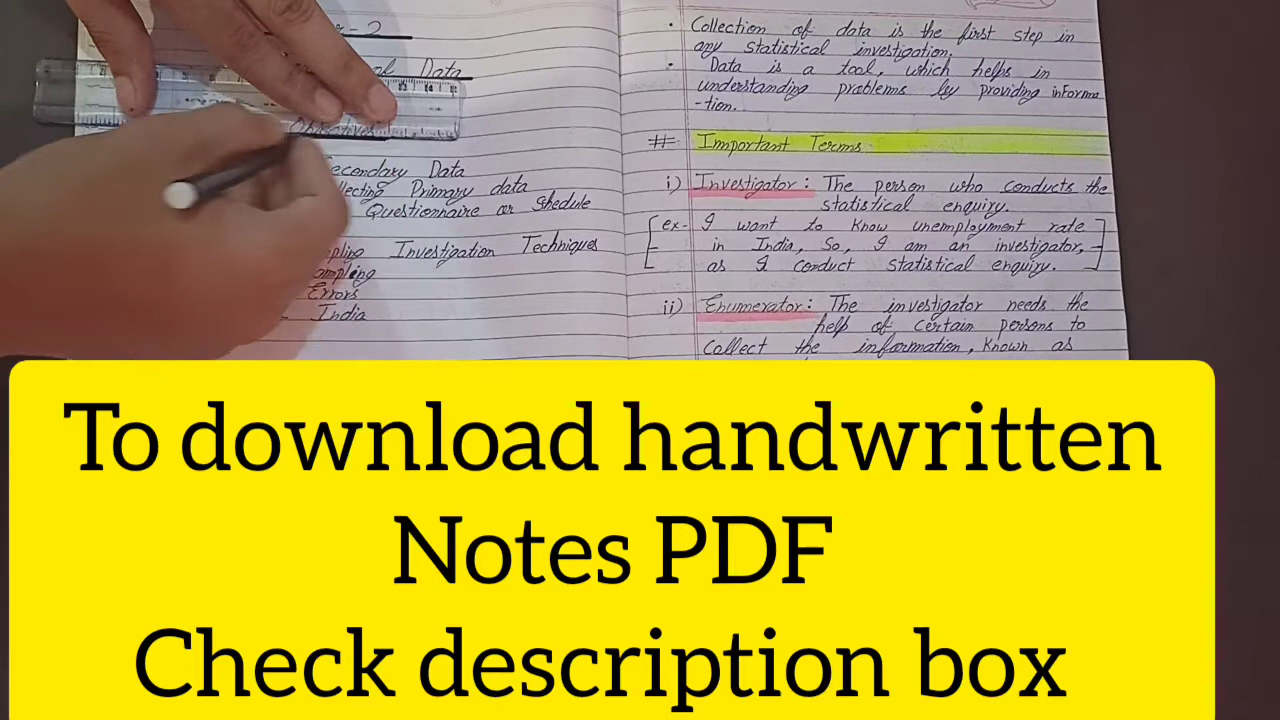 - 2
Data
Objectives
Secondary Data
Collecting Primary data
Questionnaire or Shedule
Investigation Techniques
Sampling
Errors
India
• Collection of data is the first step in
any statistical investigation.
• Data is a tool, which helps in
understanding problems by providing informa
-tion.
# Important Terms
i) Investigator : The person who conducts the
statistical enquiry.
ex- I want to know unemployment rate
in India, So, I am an investigator,
as I conduct statistical enquiry.
ii) Enumerator : The investigator needs the
help of certain persons to
collect the information, known as
To download handwritten
Notes PDF
Check description box